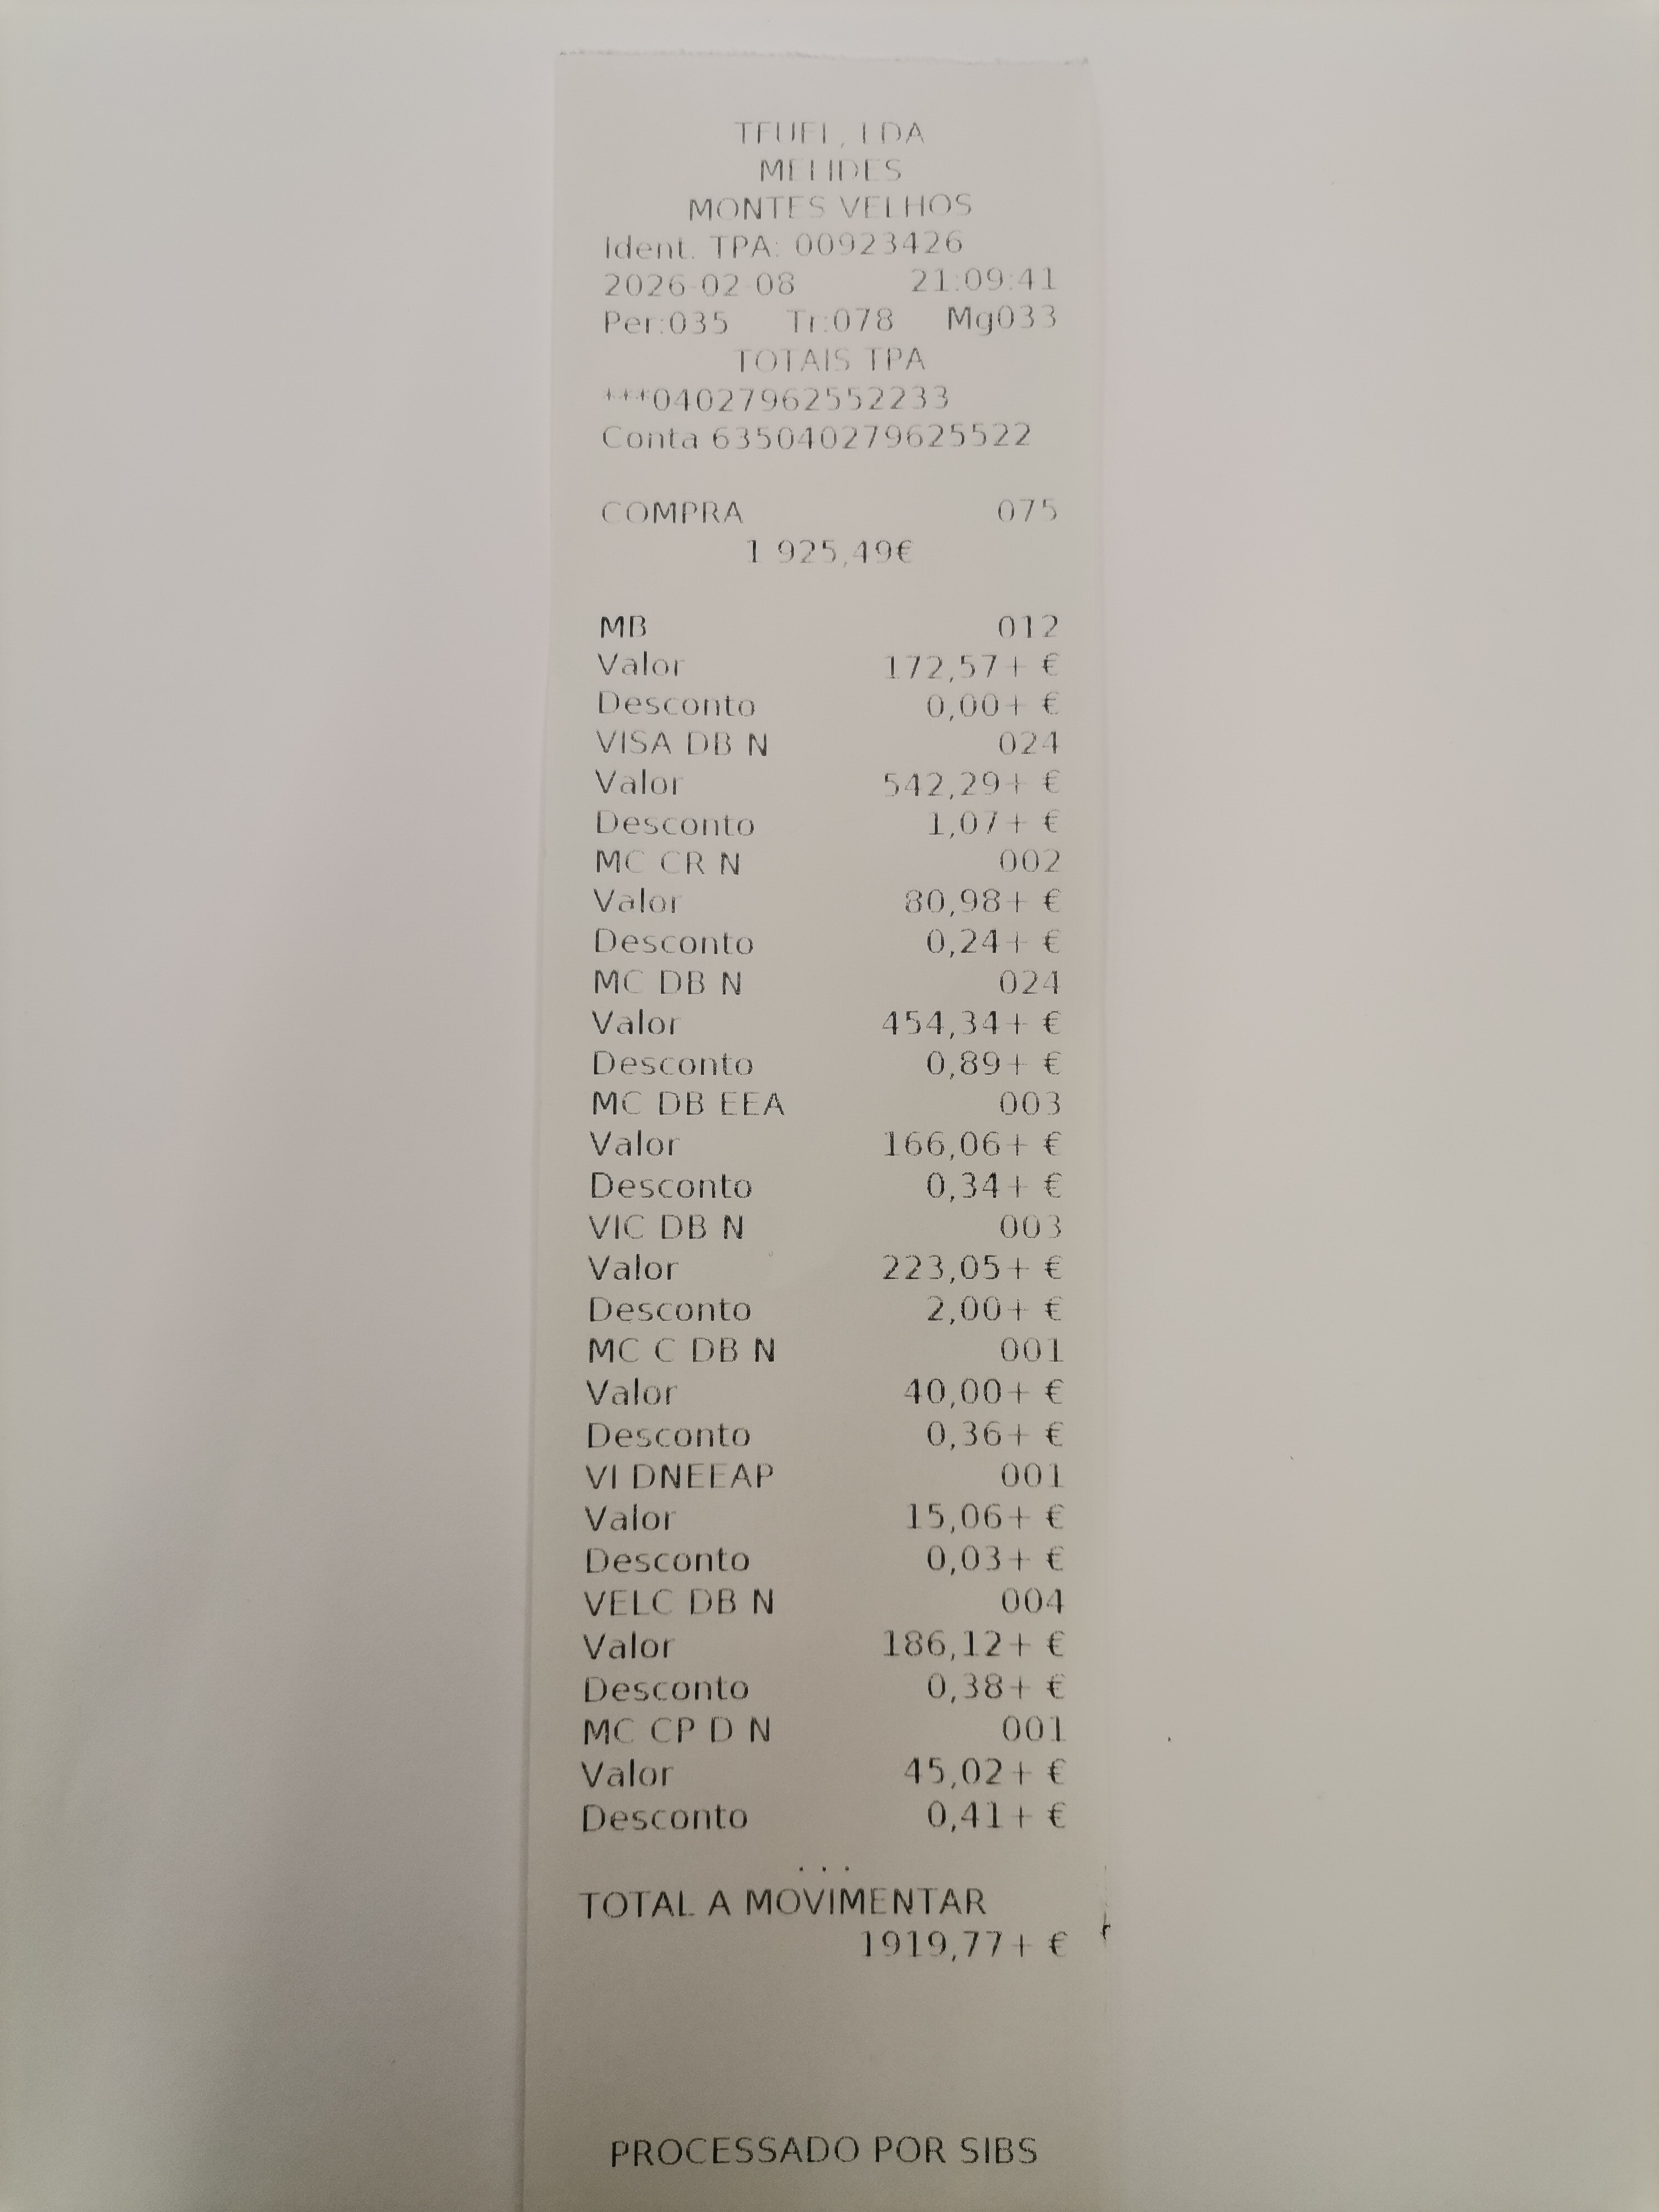 TFUFI, LDA
MELIDES
MONTES VELHOS
Ident. TPA: 00923426
2026-02-08 21:09:41
Per:035 Tr:078 Mg033
TOTAIS TPA
***04027962552233
Conta 635040279625522
COMPRA 075
1 925,49€
MB 012
Valor 172,57+ €
Desconto 0,00+ €
VISA DB N 024
Valor 542,29+ €
Desconto 1,07+ €
MC CR N 002
Valor 80,98+ €
Desconto 0,24+ €
MC DB N 024
Valor 454,34+ €
Desconto 0,89+ €
MC DB EEA 003
Valor 166,06+ €
Desconto 0,34+ €
VIC DB N 003
Valor 223,05+ €
Desconto 2,00+ €
MC C DB N 001
Valor 40,00+ €
Desconto 0,36+ €
VI DNEEAP 001
Valor 15,06+ €
Desconto 0,03+ €
VELC DB N 004
Valor 186,12+ €
Desconto 0,38+ €
MC CP D N 001
Valor 45,02+ €
Desconto 0,41+ €
...
TOTAL A MOVIMENTAR
1919,77+ €
PROCESSADO POR SIBS